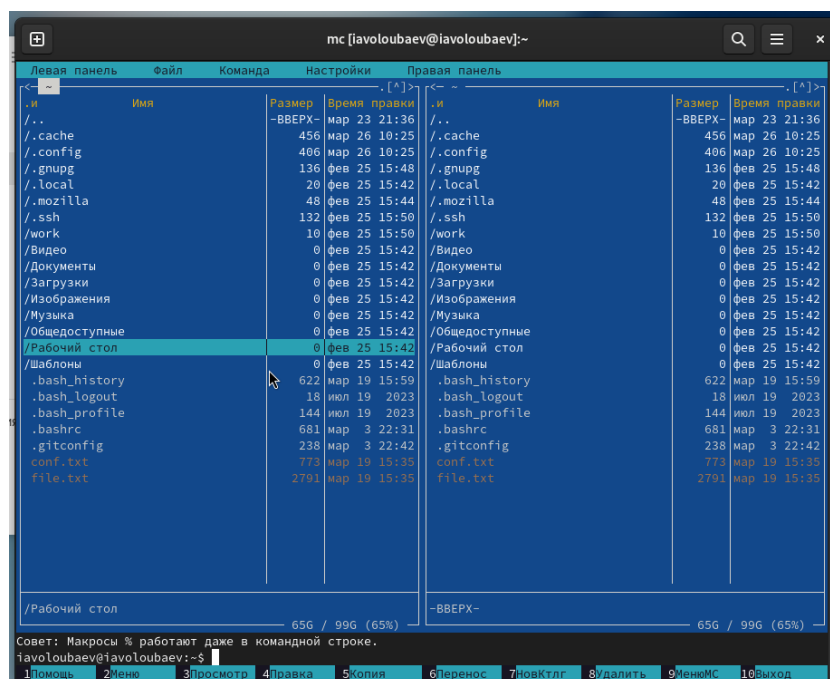 mc [iavoloubaev@iavoloubaev]:~
Левая панель Файл Команда Настройки Правая панель
<- ~ .[^]> <- ~ .[^]>
.и Имя Размер Время правки .и Имя Размер Время правки
/.. -ВВЕРХ- мар 23 21:36 /.. -ВВЕРХ- мар 23 21:36
/.cache 456 мар 26 10:25 /.cache 456 мар 26 10:25
/.config 406 мар 26 10:25 /.config 406 мар 26 10:25
/.gnupg 136 фев 25 15:48 /.gnupg 136 фев 25 15:48
/.local 20 фев 25 15:42 /.local 20 фев 25 15:42
/.mozilla 48 фев 25 15:44 /.mozilla 48 фев 25 15:44
/.ssh 132 фев 25 15:50 /.ssh 132 фев 25 15:50
/work 10 фев 25 15:50 /work 10 фев 25 15:50
/Видео 0 фев 25 15:42 /Видео 0 фев 25 15:42
/Документы 0 фев 25 15:42 /Документы 0 фев 25 15:42
/Загрузки 0 фев 25 15:42 /Загрузки 0 фев 25 15:42
/Изображения 0 фев 25 15:42 /Изображения 0 фев 25 15:42
/Музыка 0 фев 25 15:42 /Музыка 0 фев 25 15:42
/Общедоступные 0 фев 25 15:42 /Общедоступные 0 фев 25 15:42
/Рабочий стол 0 фев 25 15:42 /Рабочий стол 0 фев 25 15:42
/Шаблоны 0 фев 25 15:42 /Шаблоны 0 фев 25 15:42
.bash_history 622 мар 19 15:59 .bash_history 622 мар 19 15:59
.bash_logout 18 июл 19 2023 .bash_logout 18 июл 19 2023
.bash_profile 144 июл 19 2023 .bash_profile 144 июл 19 2023
.bashrc 681 мар 3 22:31 .bashrc 681 мар 3 22:31
.gitconfig 238 мар 3 22:42 .gitconfig 238 мар 3 22:42
conf.txt 773 мар 19 15:35 conf.txt 773 мар 19 15:35
file.txt 2791 мар 19 15:35 file.txt 2791 мар 19 15:35
/Рабочий стол -ВВЕРХ-
65G / 99G (65%) 65G / 99G (65%)
Совет: Макросы % работают даже в командной строке.
iavoloubaev@iavoloubaev:~$
1Помощь 2Меню 3Просмотр 4Правка 5Копия 6Перенос 7НовКтлг 8Удалить 9МенюMC 10Выход